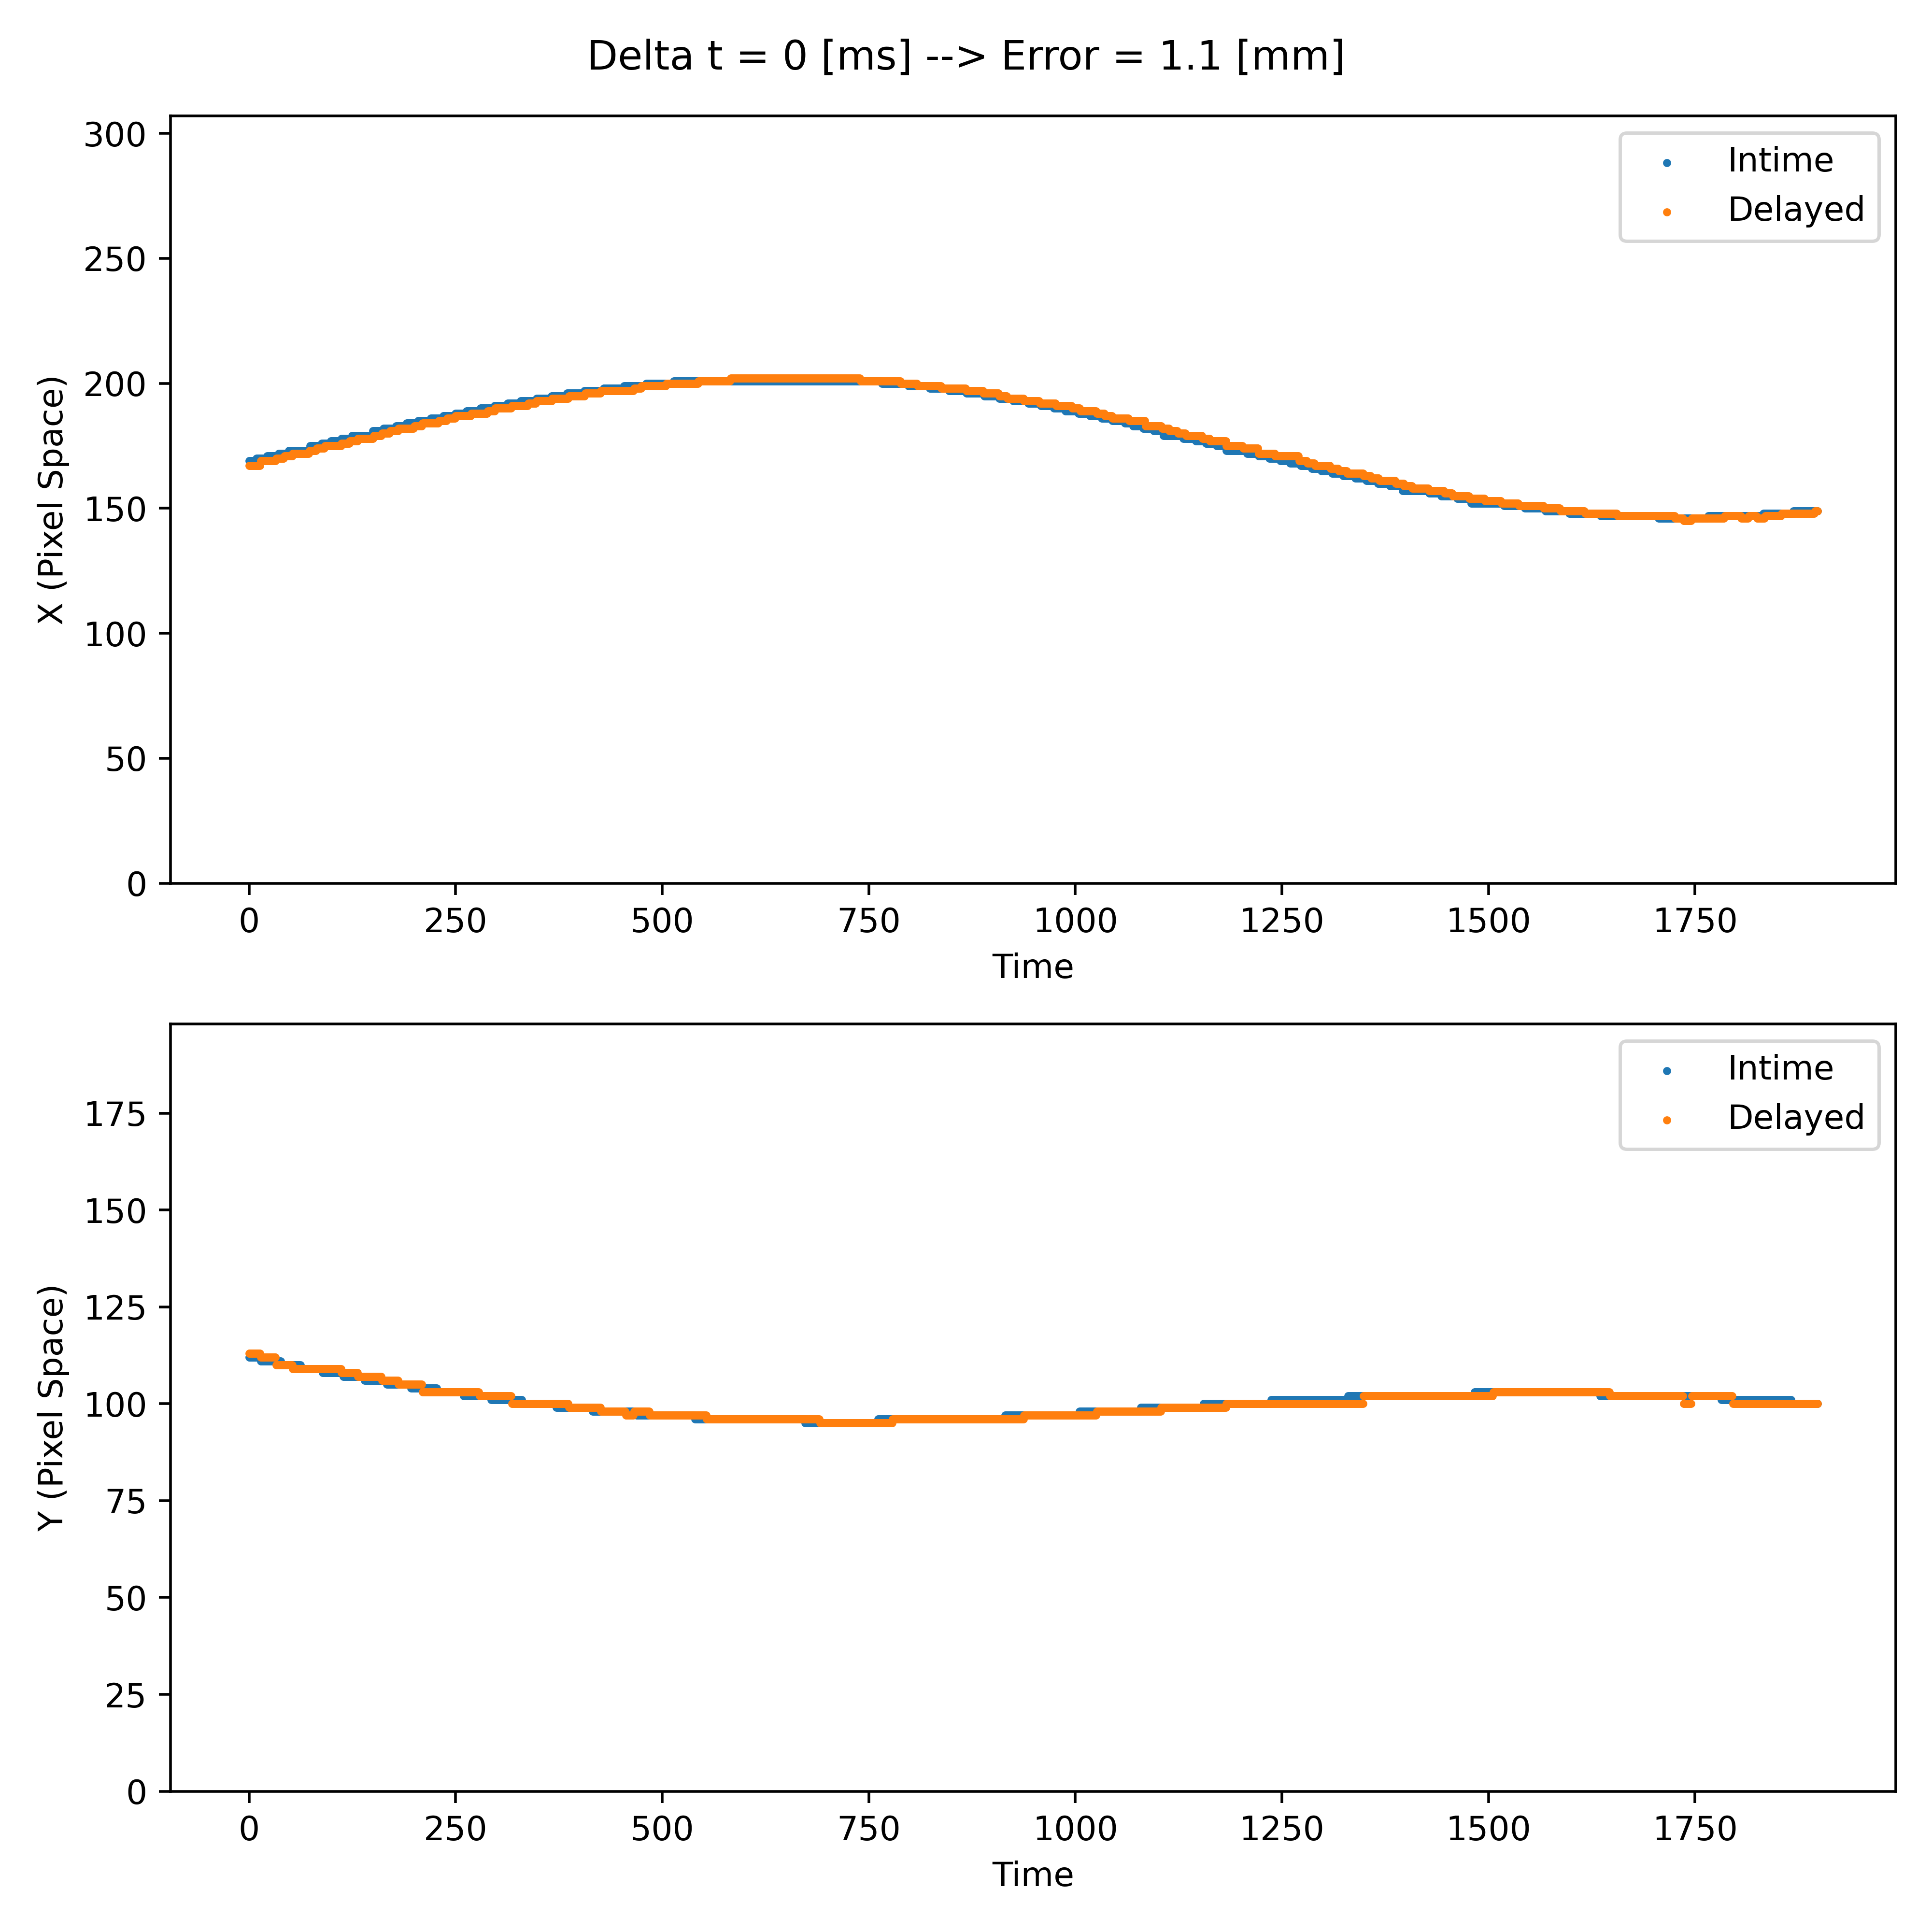 Delta t = 0 [ms] --> Error = 1.1 [mm]
300
250
200
150
100
50
0
X (Pixel Space)
Intime
Delayed
0 250 500 750 1000 1250 1500 1750
Time
175
150
125
100
75
50
25
0
Y (Pixel Space)
Intime
Delayed
0 250 500 750 1000 1250 1500 1750
Time